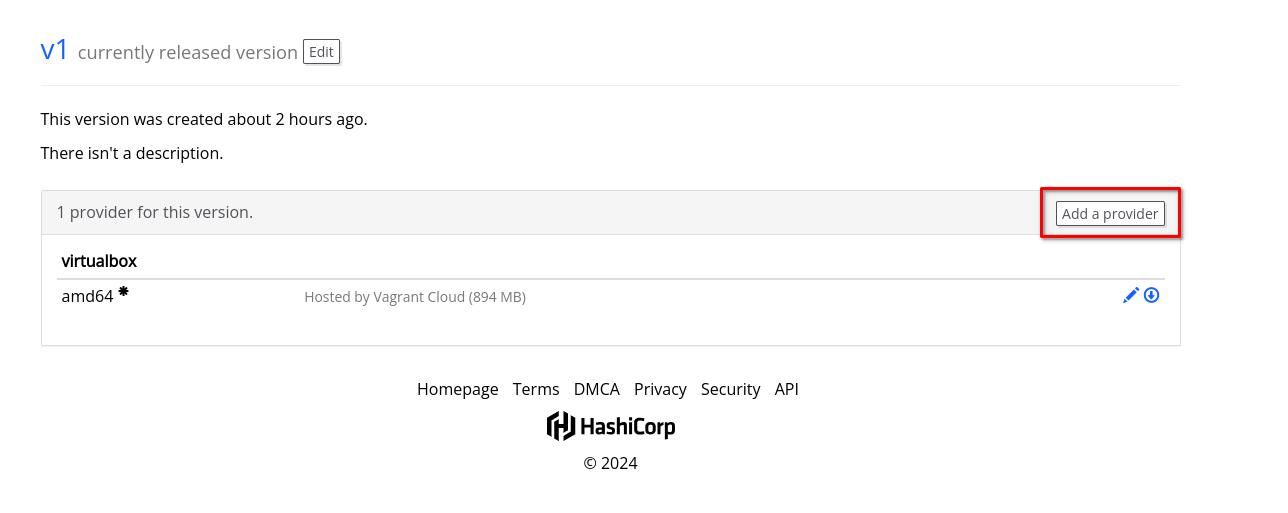 v1 currently released version Edit
This version was created about 2 hours ago.
There isn't a description.
1 provider for this version. Add a provider
virtualbox
amd64 * Hosted by Vagrant Cloud (894 MB)
Homepage Terms DMCA Privacy Security API
HashiCorp
© 2024